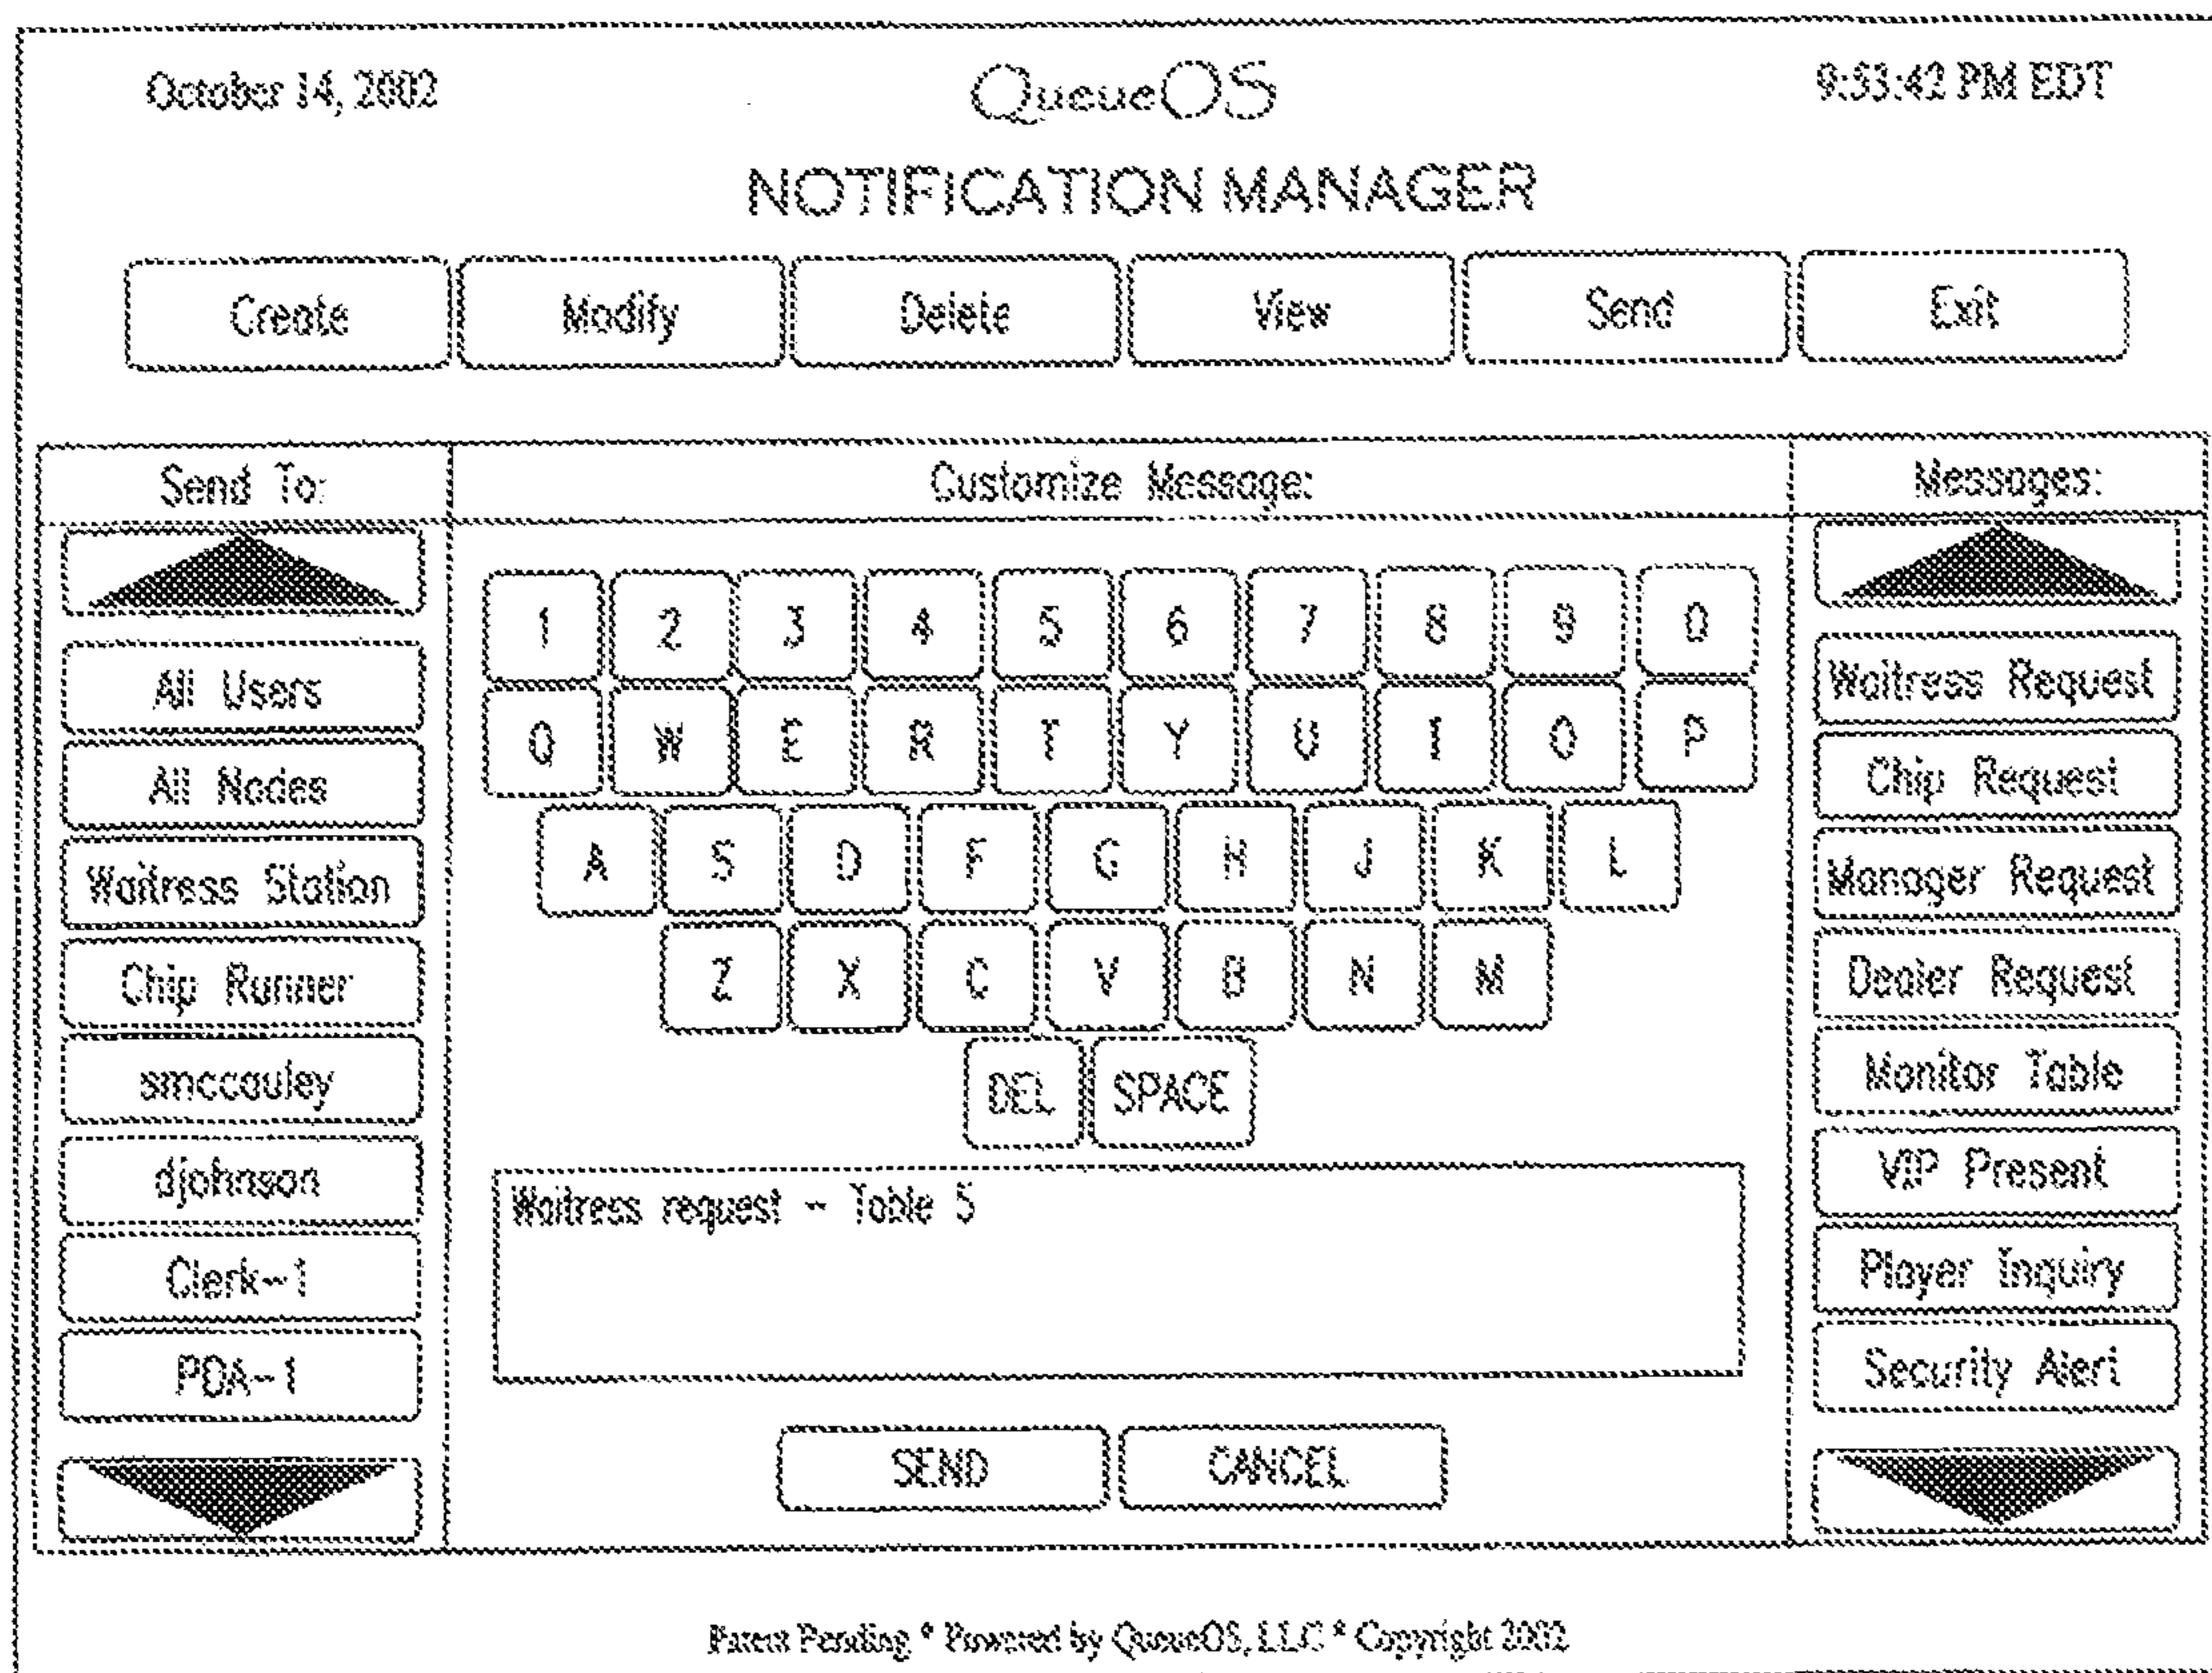 October 14, 2002 QueueOS 9:53:42 PM EDT
NOTIFICATION MANAGER
Create Modify Delete View Send Exit
Send To: Customize Message: Messages:
1 2 3 4 5 6 7 8 9 0
All Users Waitress Request
Q W E R T Y U I O P
All Nodes Chip Request
Waitress Station A S D F G H J K L Manager Request
Chip Runner Z X C V B N M Dealer Request
smccauley DEL SPACE Monitor Table
djohnson VIP Present
Waitress request - Table 5
Clerk-1 Player Inquiry
PDA-1 Security Alert
SEND CANCEL
Patent Pending * Powered by QueueOS, LLC * Copyright 2002